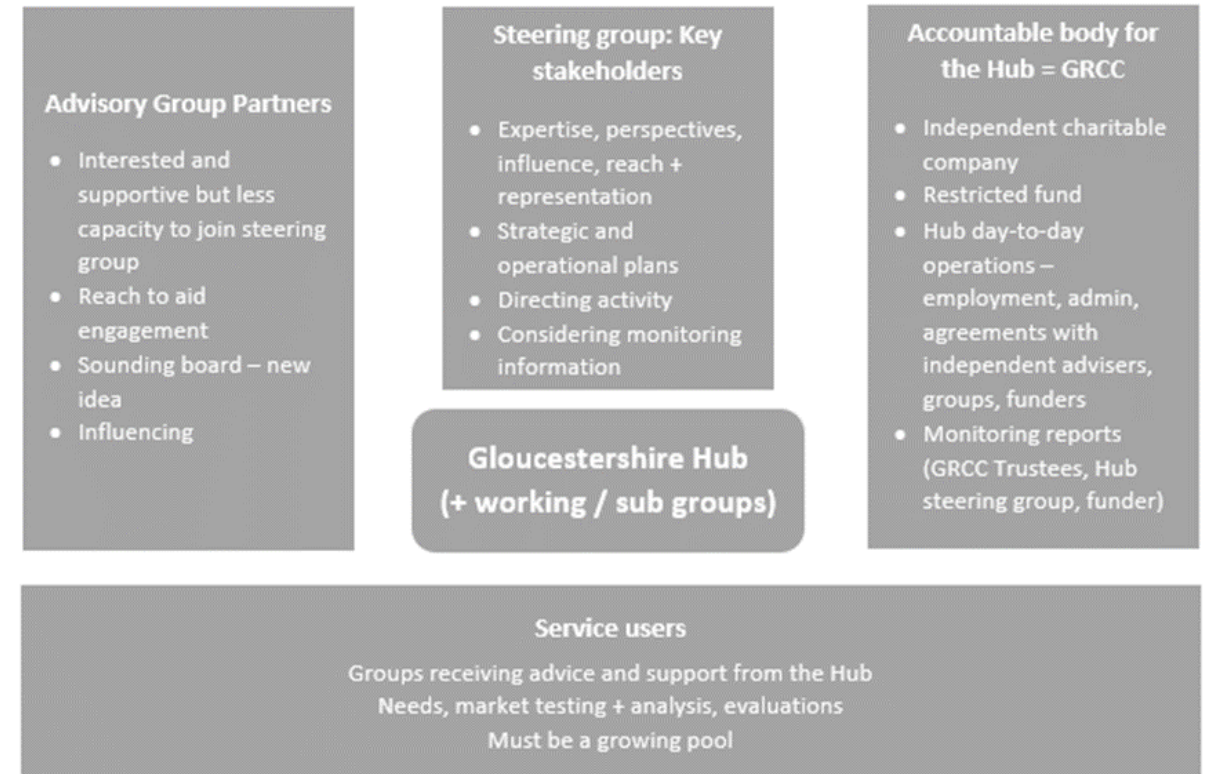 Advisory Group Partners
● Interested and
supportive but less
capacity to join steering
group
● Reach to aid
engagement
● Sounding board – new
idea
● Influencing
Steering group: Key
stakeholders
● Expertise, perspectives,
influence, reach +
representation
● Strategic and
operational plans
● Directing activity
● Considering monitoring
information
Gloucestershire Hub
(+ working / sub groups)
Accountable body for
the Hub = GRCC
● Independent charitable
company
● Restricted fund
● Hub day-to-day
operations –
employment, admin,
agreements with
independent advisers,
groups, funders
● Monitoring reports
(GRCC Trustees, Hub
steering group, funder)
Service users
Groups receiving advice and support from the Hub
Needs, market testing + analysis, evaluations
Must be a growing pool